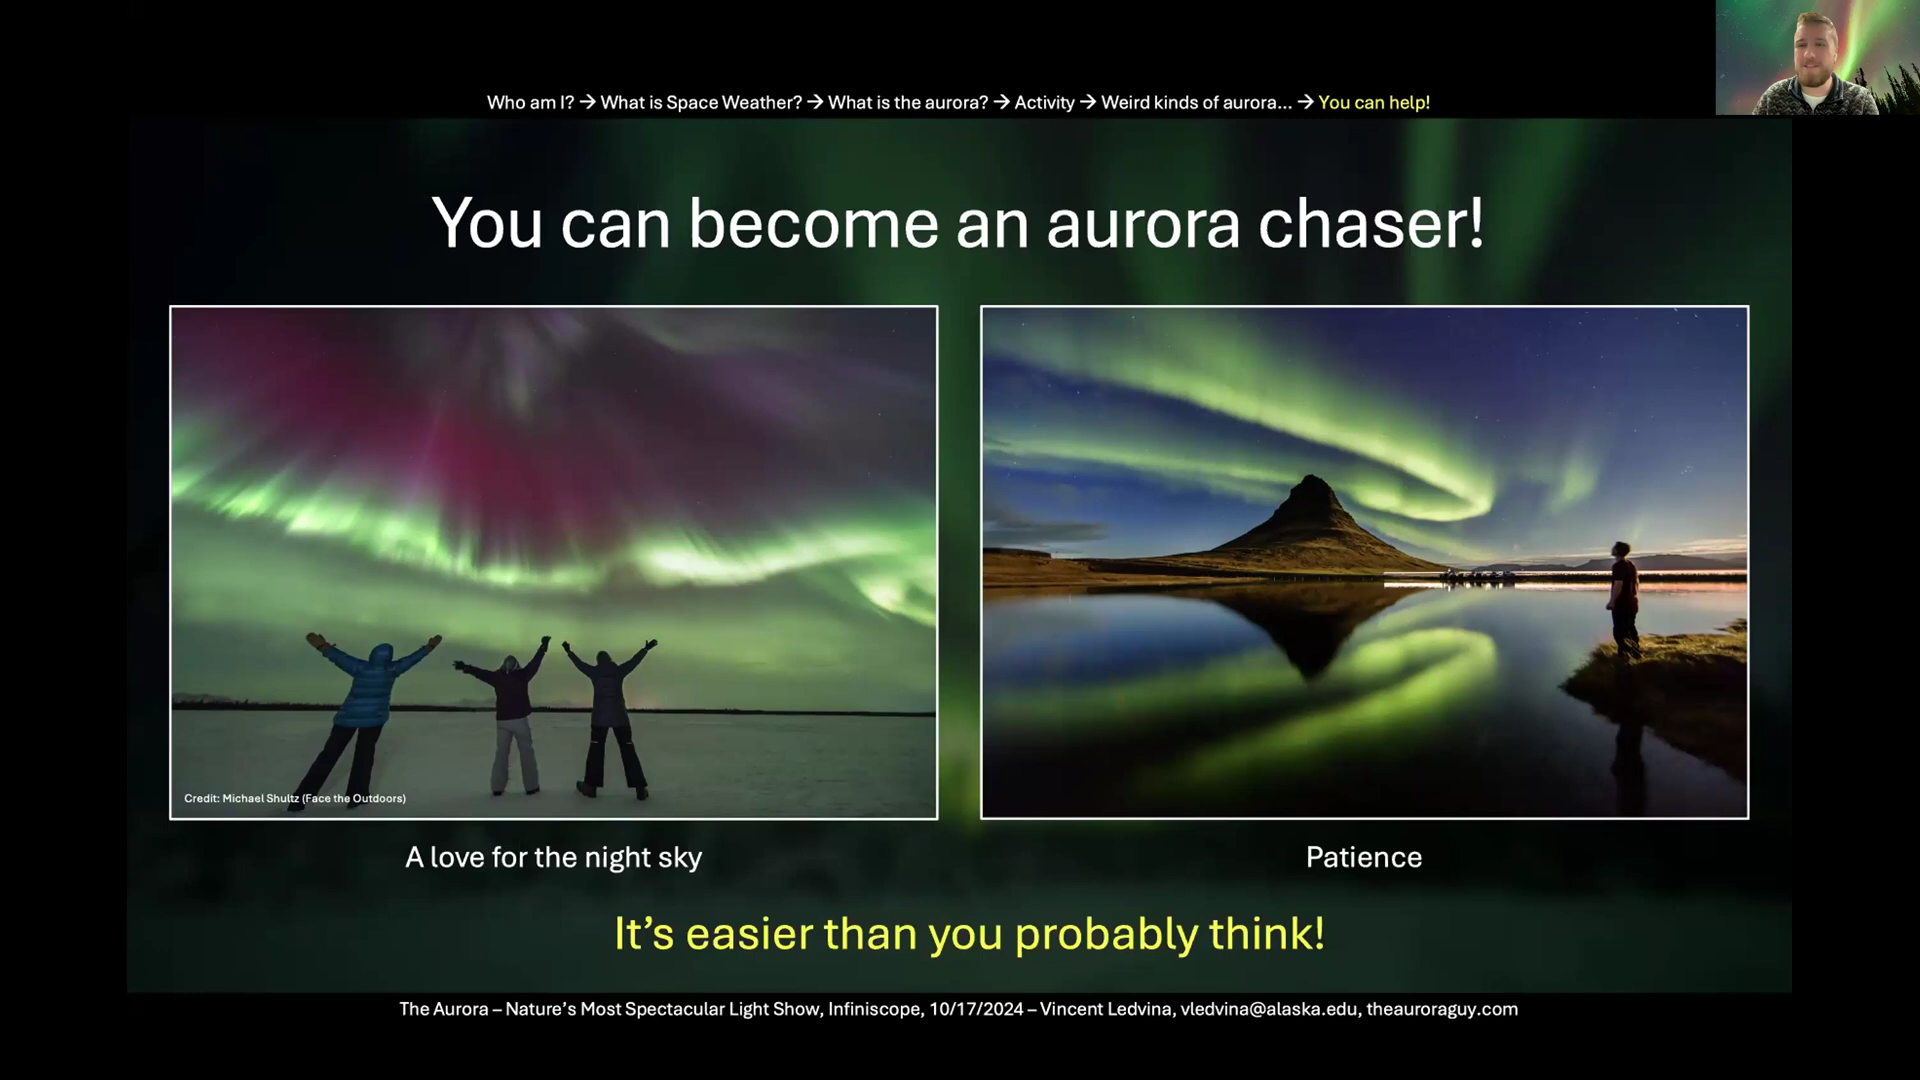 Who am I? → What is Space Weather? → What is the aurora? → Activity → Weird kinds of aurora... → You can help!
You can become an aurora chaser!
Credit: Michael Shultz (Face the Outdoors)
A love for the night sky
Patience
It’s easier than you probably think!
The Aurora – Nature’s Most Spectacular Light Show, Infiniscope, 10/17/2024 – Vincent Ledvina, vledvina@alaska.edu, theauroraguy.com